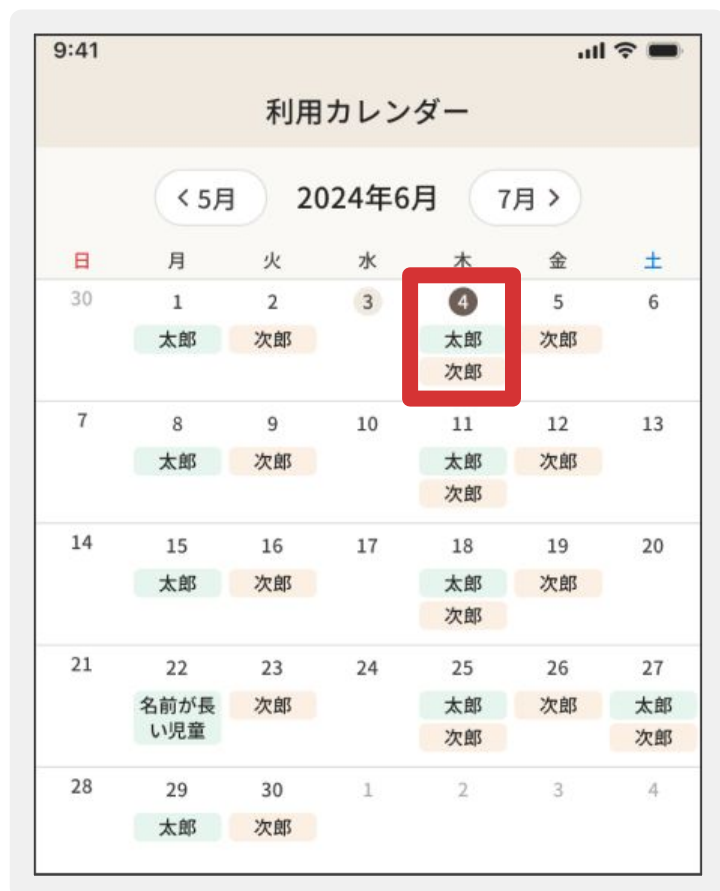 9:41
利用カレンダー
< 5月 2024年6月 7月 >
日 月 火 水 木 金 土
30 1 2 3 4 5 6
太郎 次郎 太郎 次郎
次郎
7 8 9 10 11 12 13
太郎 次郎 太郎 次郎
次郎
14 15 16 17 18 19 20
太郎 次郎 太郎 次郎
次郎
21 22 23 24 25 26 27
名前が長 次郎 太郎 次郎 太郎
い児童 次郎 次郎
28 29 30 1 2 3 4
太郎 次郎